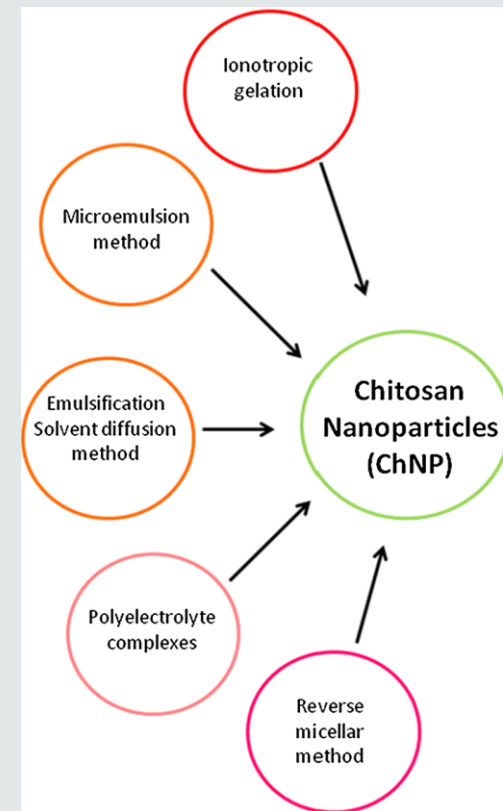 Ionotropic
gelation
Microemulsion
method
Emulsification
Solvent diffusion
method
Chitosan
Nanoparticles
(ChNP)
Polyelectrolyte
complexes
Reverse
micellar
method